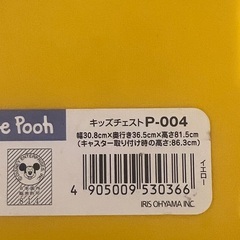 e Pooh
キッズチェスト P-004
幅30.8cm×奥行き36.5cm×高さ81.5cm
(キャスター取り付け時の高さ:86.3cm)
イエロー
4 905009 530366
IRIS OHYAMA INC.